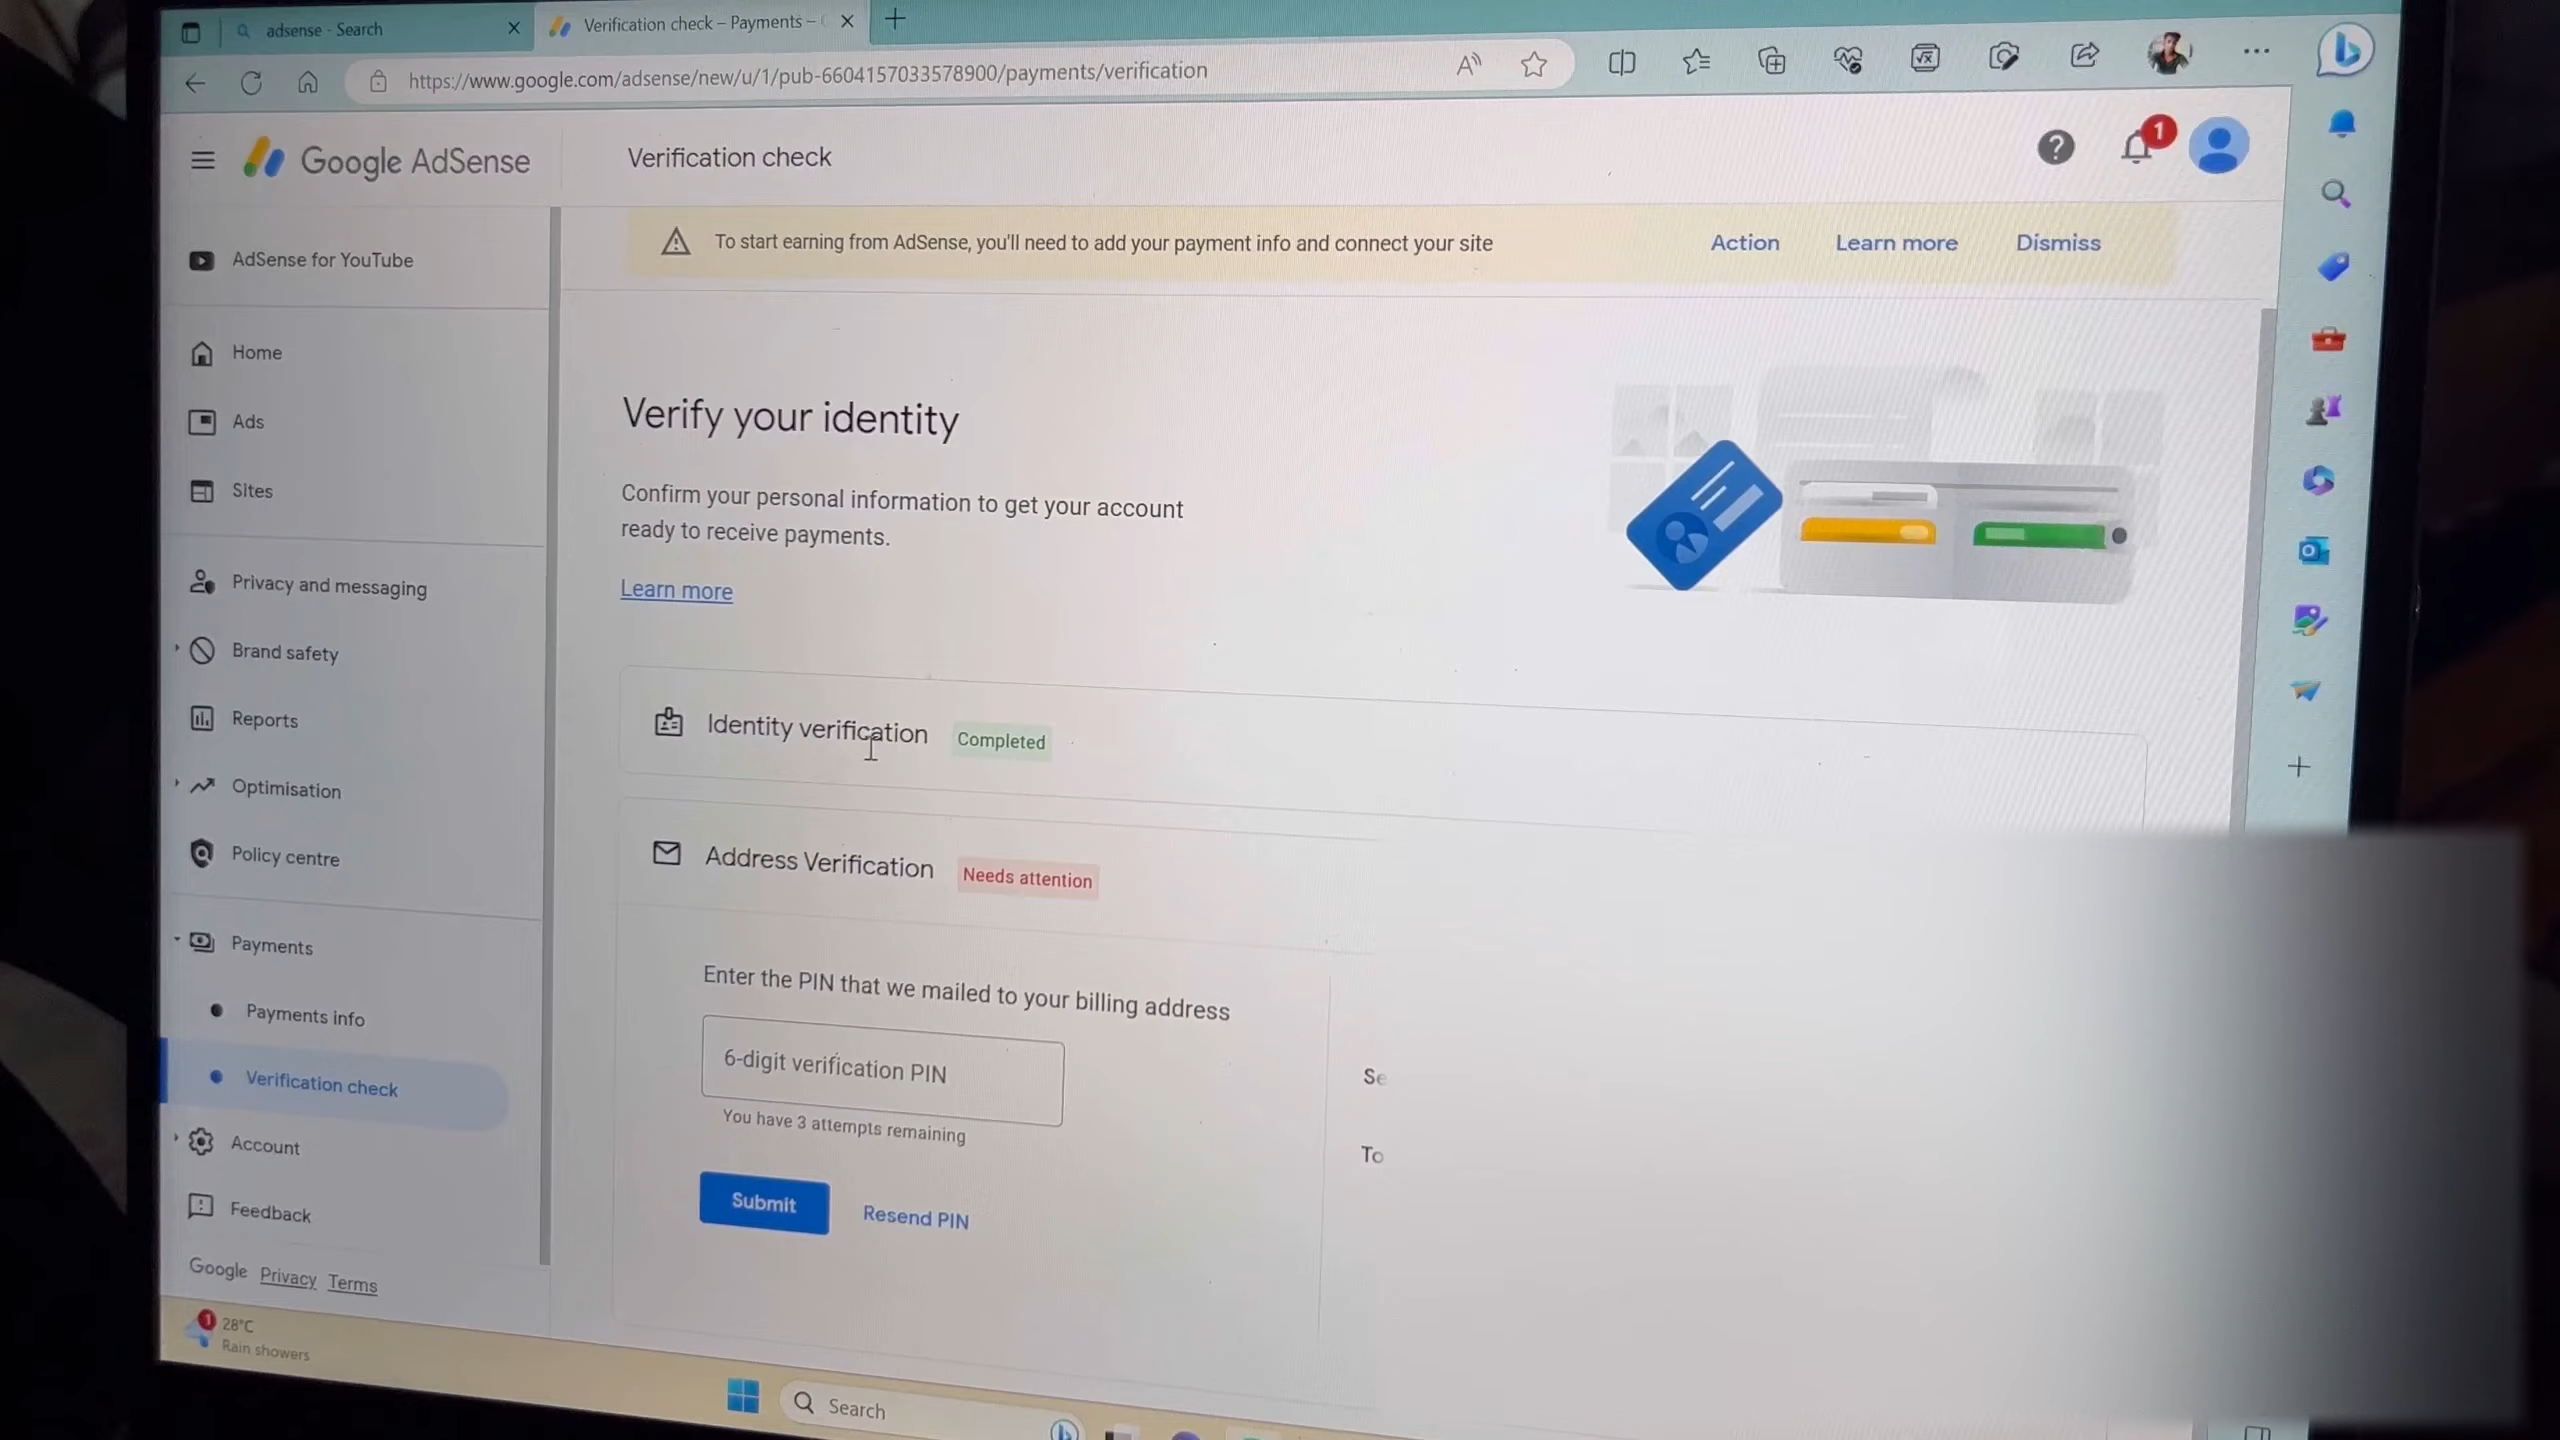 adsense - Search
Verification check – Payments –
https://www.google.com/adsense/new/u/1/pub-6604157033578900/payments/verification
Google AdSense
Verification check
1
To start earning from AdSense, you'll need to add your payment info and connect your site
Action
Learn more
Dismiss
AdSense for YouTube
Home
Ads
Sites
Privacy and messaging
Brand safety
Reports
Optimisation
Policy centre
Payments
Payments info
Verification check
Account
Feedback
Google Privacy Terms
Verify your identity
Confirm your personal information to get your account
ready to receive payments.
Learn more
Identity verification
Completed
Address Verification
Needs attention
Enter the PIN that we mailed to your billing address
6-digit verification PIN
You have 3 attempts remaining
Submit
Resend PIN
Se
To
1
28°C
Rain showers
Search